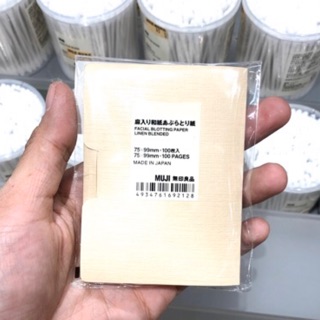 麻入り和紙あぶらとり紙
FACIAL BLOTTING PAPER
LINEN BLENDED
75×99mm・100枚入
75×99mm・100 PAGES
MADE IN JAPAN
MUJI 無印良品
4934761692128